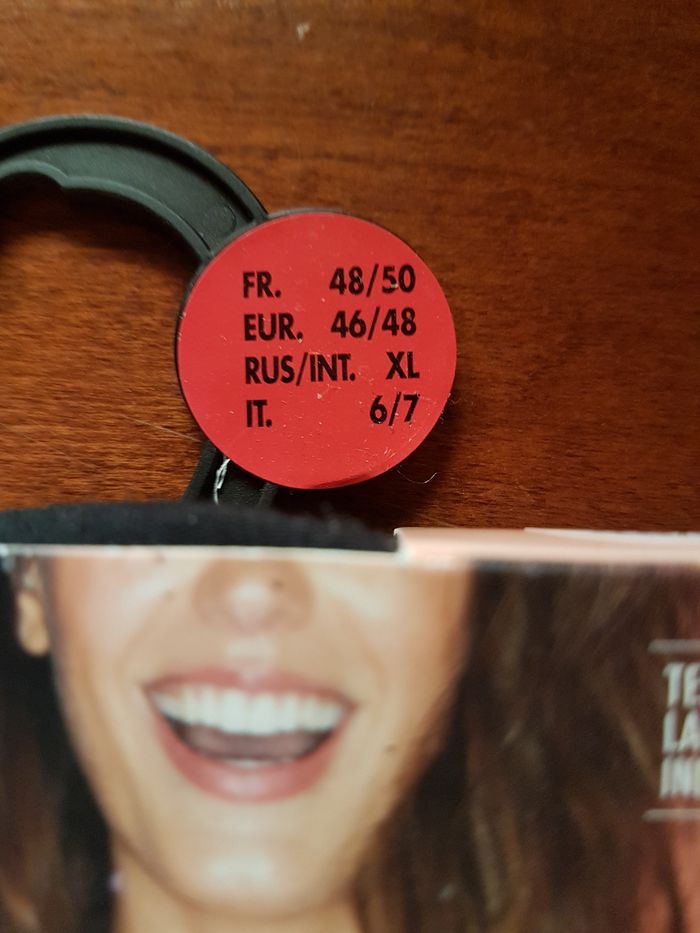 FR. 48/50
EUR. 46/48
RUS/INT. XL
IT. 6/7